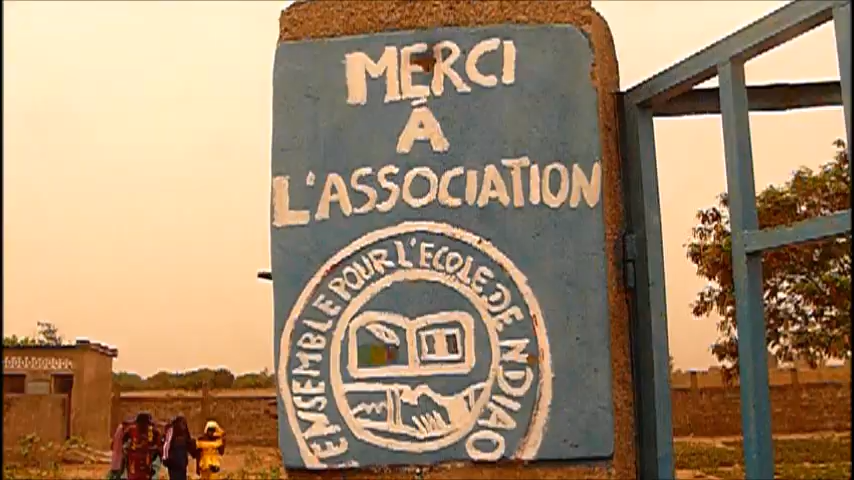 MERCI
À
L'ASSOCIATION
ENSEMBLE POUR L'ECOLE DE NDIAO